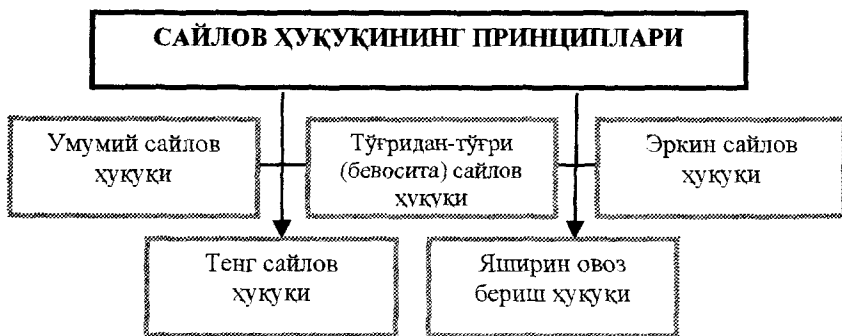 САЙЛОВ ҲУҚУҚИНИНГ ПРИНЦИПЛАРИ
Умумий сайлов
ҳуқуқи
Тўғридан-тўғри
(бевосита) сайлов
ҳуқуқи
Эркин сайлов
ҳуқуқи
Тенг сайлов
ҳуқуқи
Яширин овоз
бериш ҳуқуқи